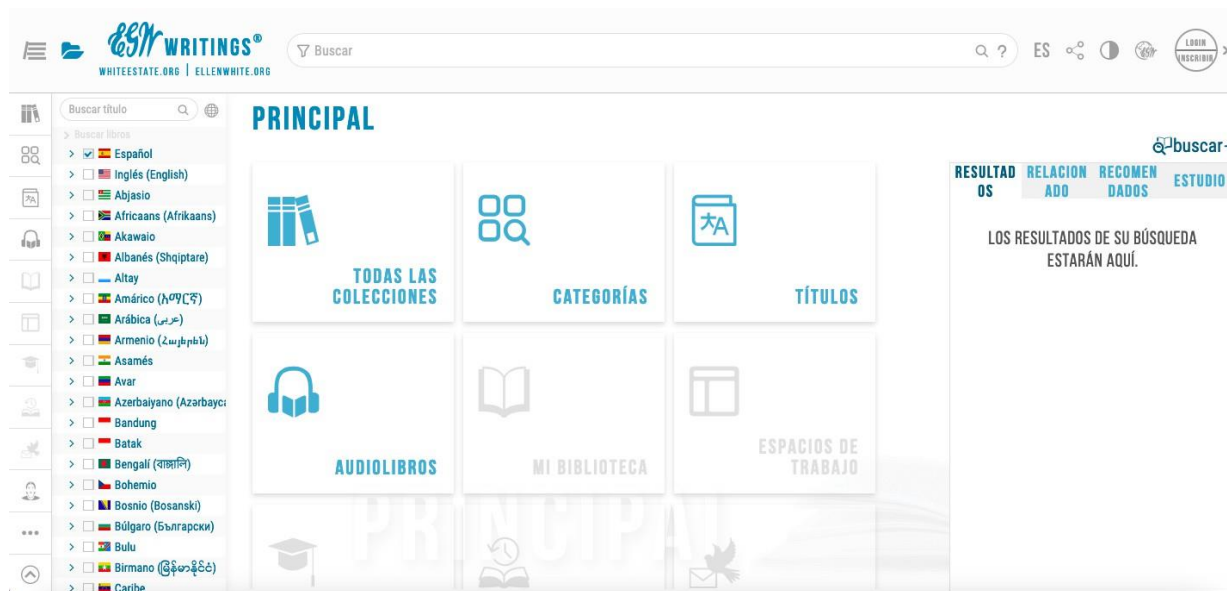 EGW WRITINGS®
WHITEESTATE.ORG | ELLENWHITE.ORG
Buscar
?
ES
LOGIN
INSCRIBIR
Buscar título
Buscar libros
Español
Inglés (English)
Abjasio
Africaans (Afrikaans)
Akawaio
Albanés (Shqiptare)
Altay
Amárico (አማርኛ)
Arábica (عربى)
Armenio (Հայերեն)
Asamés
Avar
Azerbaiyano (Azərbayca
Bandung
Batak
Bengalí (বাঙ্গালি)
Bohemio
Bosnio (Bosanski)
Búlgaro (Български)
Bulu
Birmano (မြန်မာနိုင်ငံ)
Caribe
PRINCIPAL
TODAS LAS
COLECCIONES
CATEGORÍAS
TÍTULOS
AUDIOLIBROS
MI BIBLIOTECA
ESPACIOS DE
TRABAJO
PRINCIPAL
buscar-
RESULTAD
OS
RELACION
ADO
RECOMEN
DADOS
ESTUDIO
LOS RESULTADOS DE SU BÚSQUEDA
ESTARÁN AQUÍ.